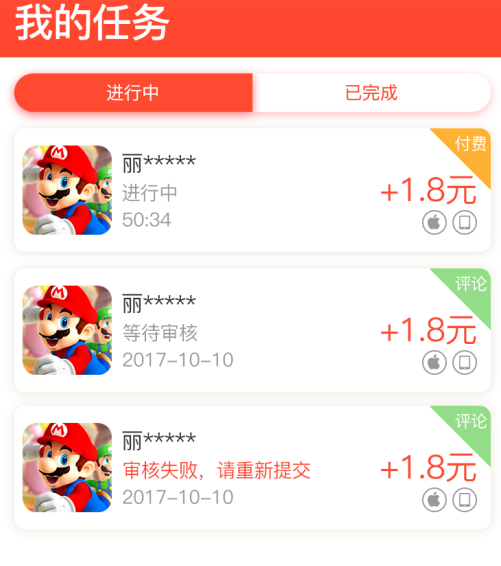 我的任务
进行中
已完成
付费
丽*****
+1.8元
进行中
50:34
评论
丽*****
+1.8元
等待审核
2017-10-10
评论
丽*****
+1.8元
审核失败，请重新提交
2017-10-10